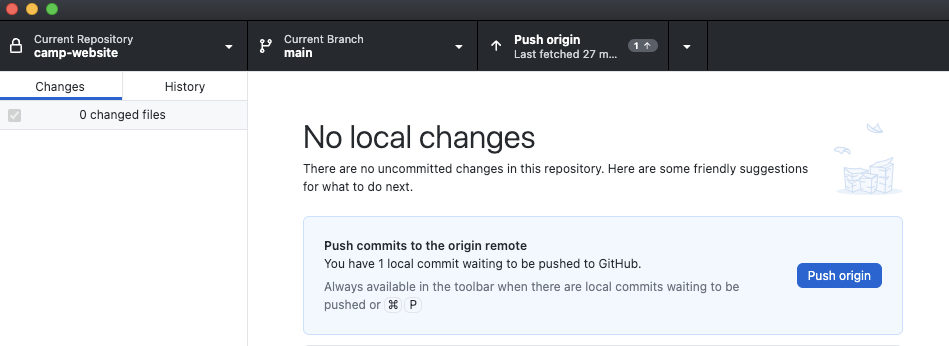 Current Repository
camp-website
Current Branch
main
Push origin
Last fetched 27 m...
1 ↑
Changes
History
0 changed files
No local changes
There are no uncommitted changes in this repository. Here are some friendly suggestions
for what to do next.
Push commits to the origin remote
You have 1 local commit waiting to be pushed to GitHub.
Always available in the toolbar when there are local commits waiting to be
pushed or ⌘ P
Push origin